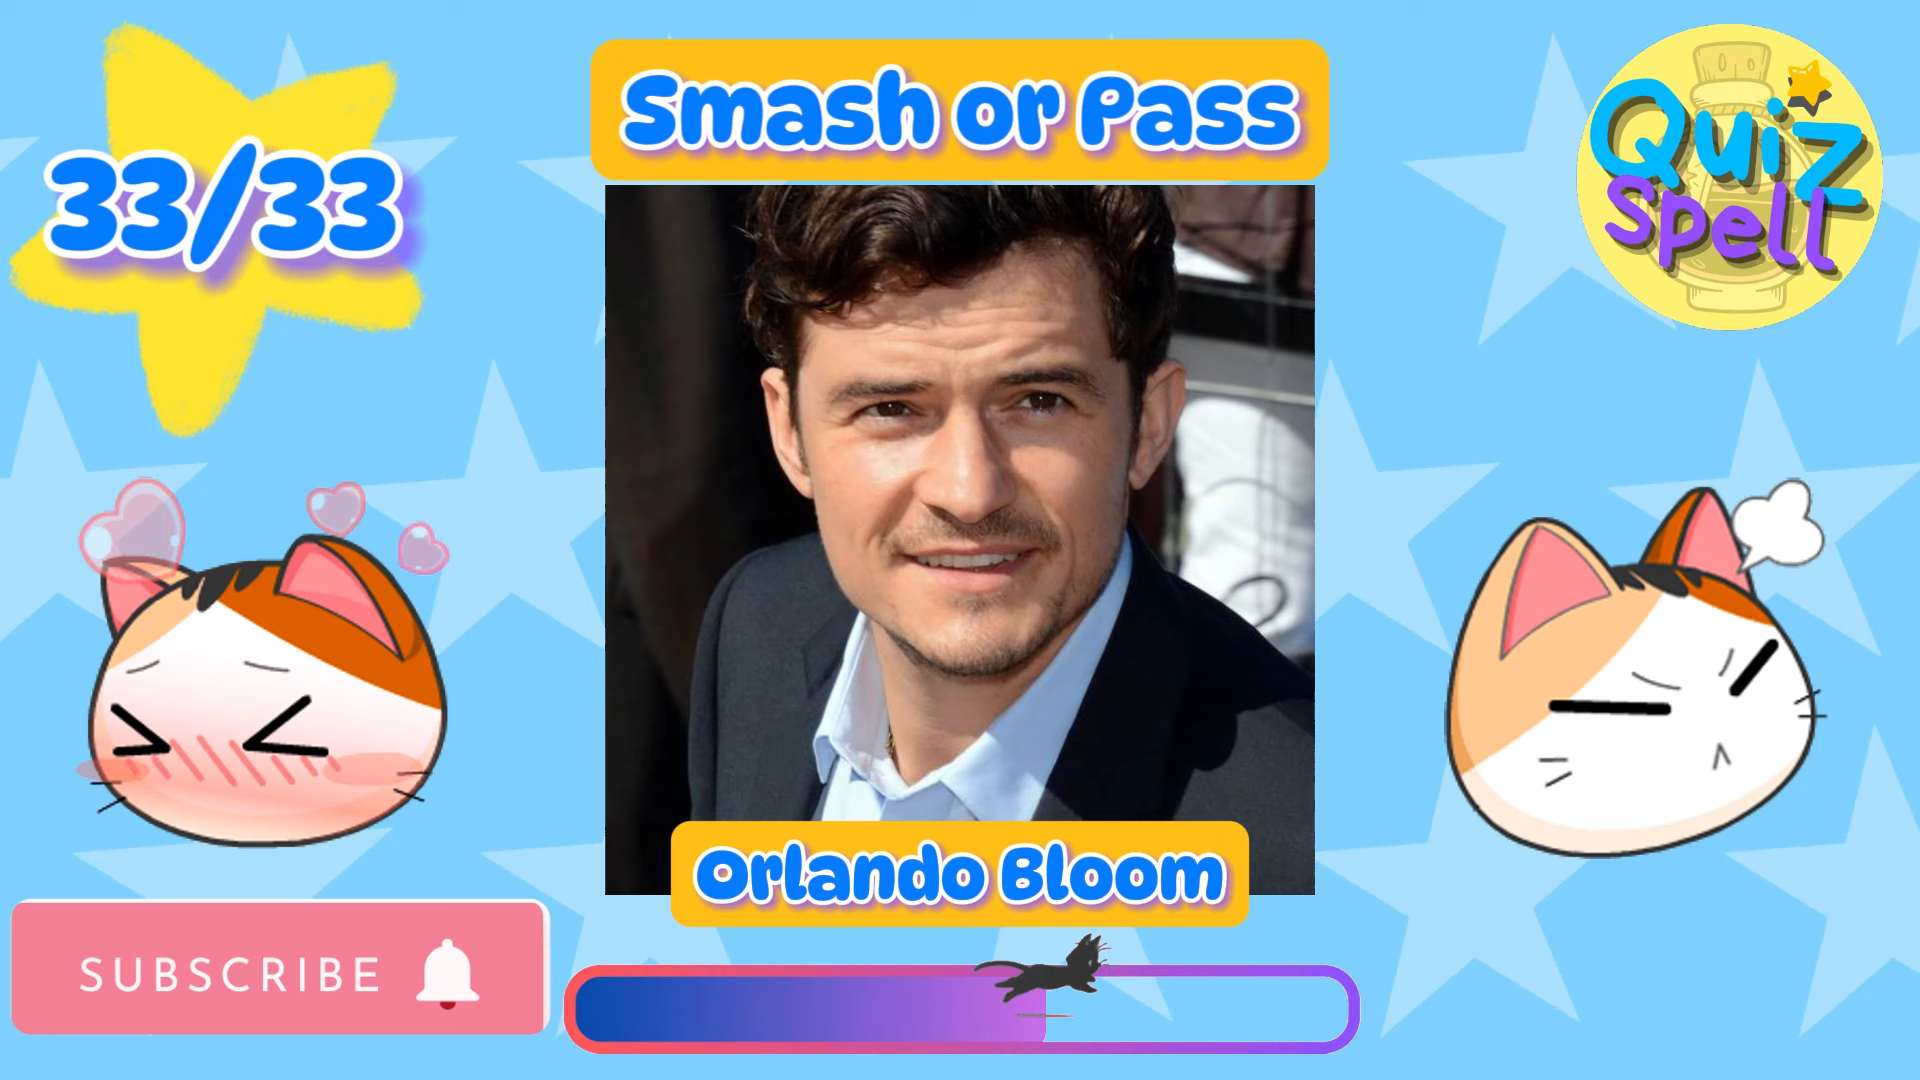 Smash or Pass
33/33
Quiz
Spell
Orlando Bloom
SUBSCRIBE